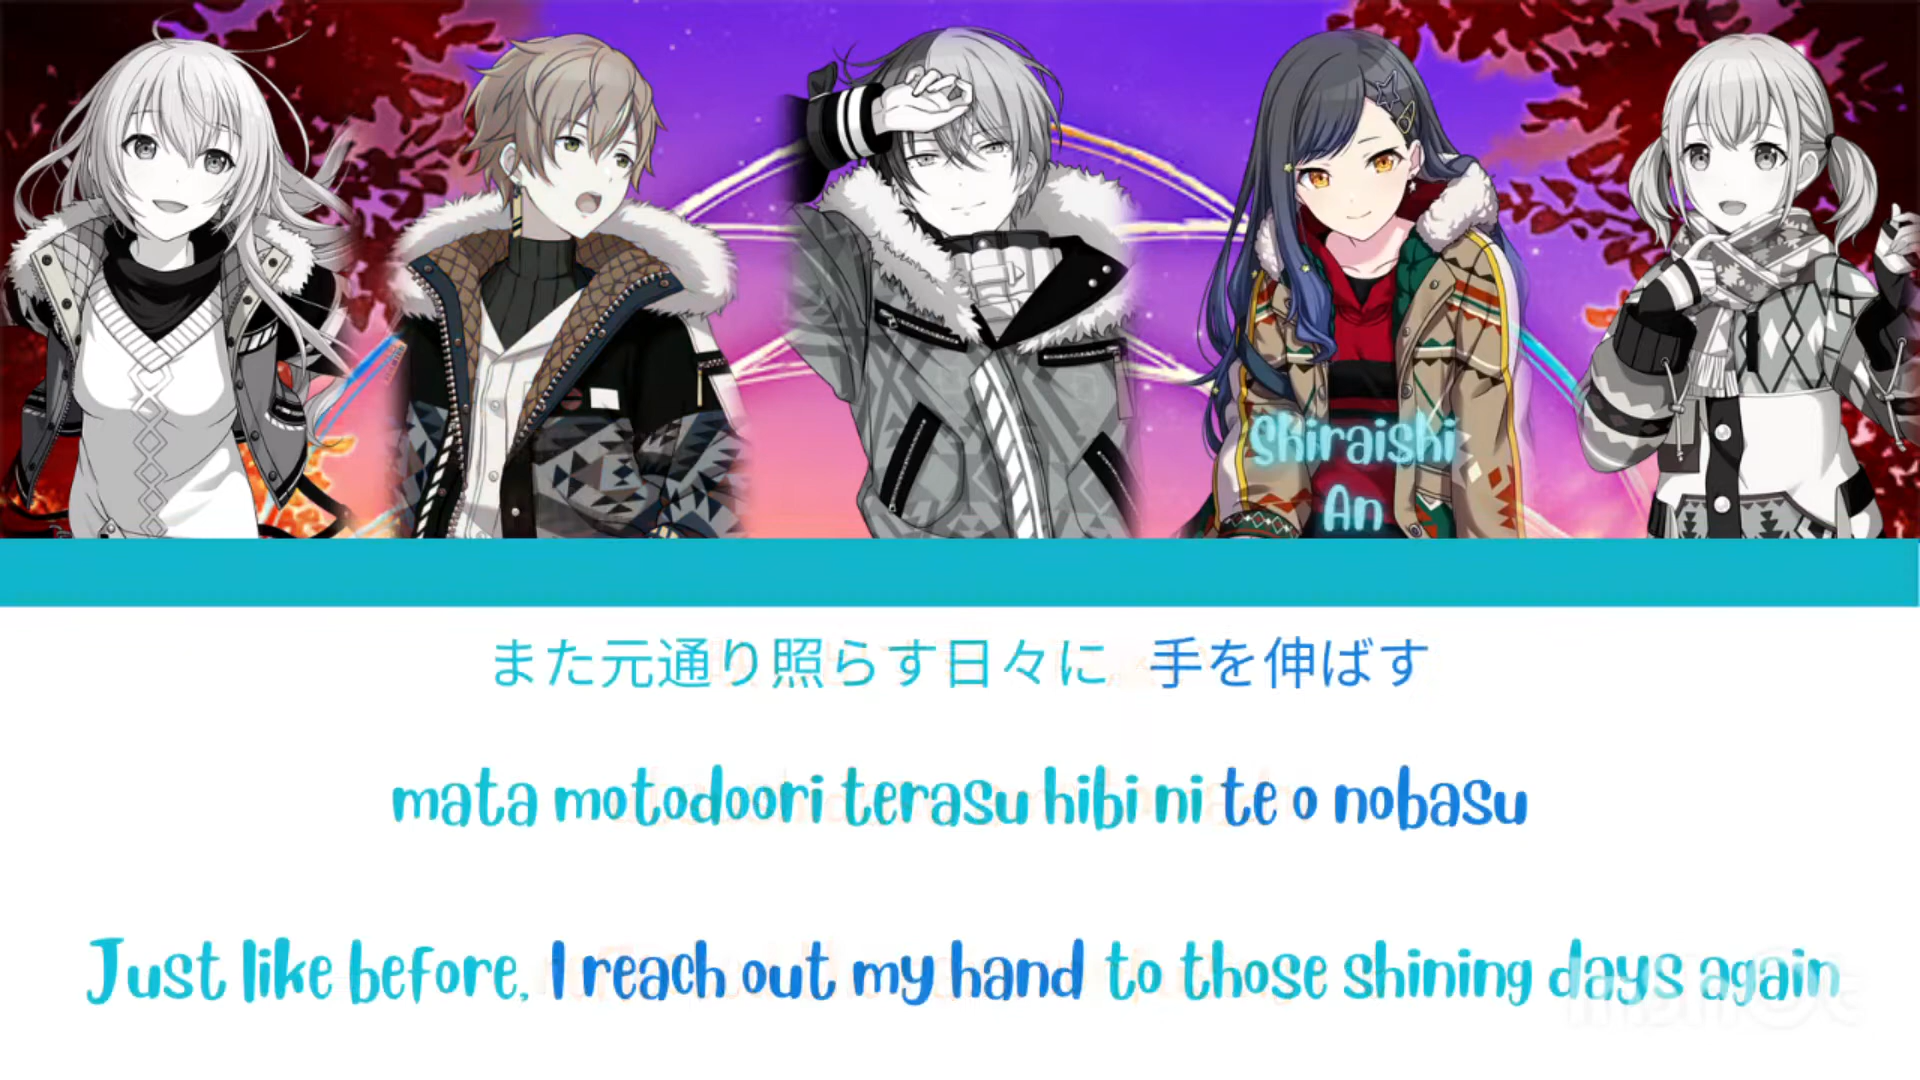 Shiraishi
An
また元通り照らす日々に 手を伸ばす
mata motodoori terasu hibi ni te o nobasu
Just like before, I reach out my hand to those shining days again